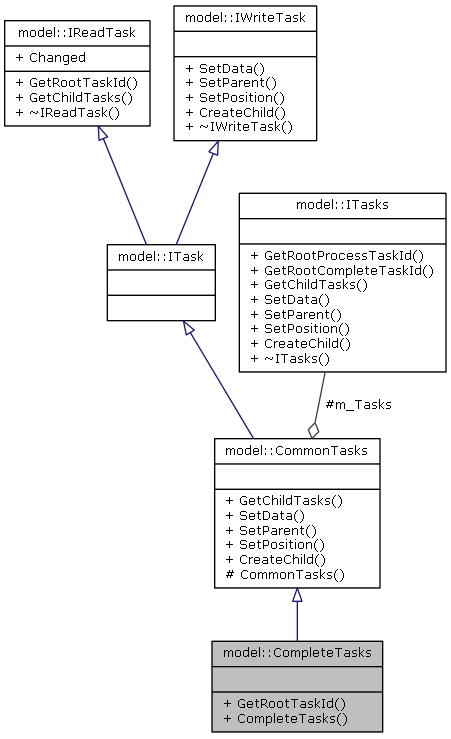 model::IReadTask
+ Changed
+ GetRootTaskId()
+ GetChildTasks()
+ ~IReadTask()
model::IWriteTask
+ SetData()
+ SetParent()
+ SetPosition()
+ CreateChild()
+ ~IWriteTask()
model::ITask
model::ITasks
+ GetRootProcessTaskId()
+ GetRootCompleteTaskId()
+ GetChildTasks()
+ SetData()
+ SetParent()
+ SetPosition()
+ CreateChild()
+ ~ITasks()
#m_Tasks
model::CommonTasks
+ GetChildTasks()
+ SetData()
+ SetParent()
+ SetPosition()
+ CreateChild()
# CommonTasks()
model::CompleteTasks
+ GetRootTaskId()
+ CompleteTasks()